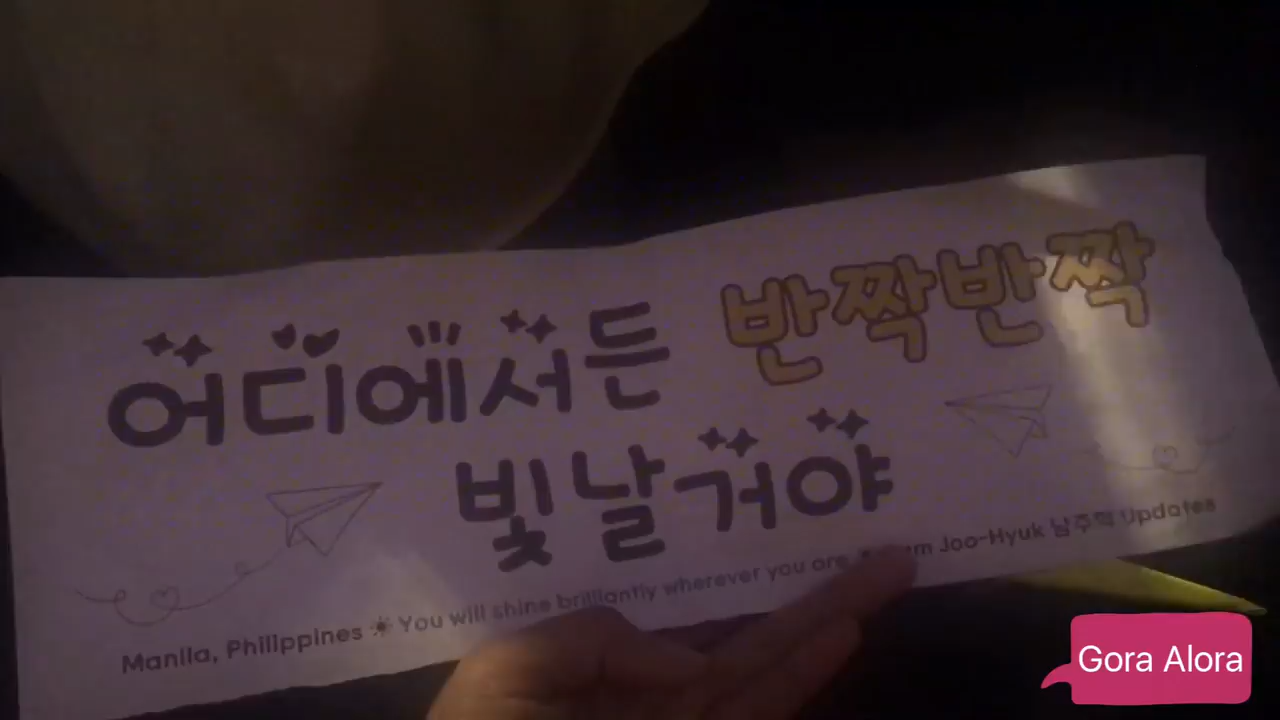 어디에서든 반짝반짝
빛날거야
Manila, Philippines ☀ You will shine brilliantly wherever you are Joo-Hyuk 남주혁 Updates
Gora Alora